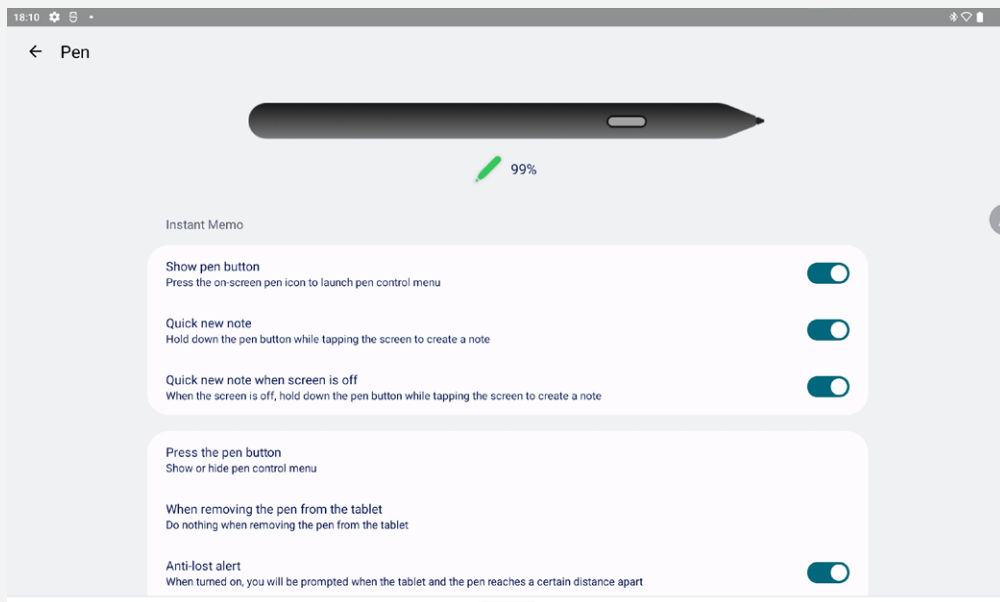 18:10
Pen
99%
Instant Memo
Show pen button
Press the on-screen pen icon to launch pen control menu
Quick new note
Hold down the pen button while tapping the screen to create a note
Quick new note when screen is off
When the screen is off, hold down the pen button while tapping the screen to create a note
Press the pen button
Show or hide pen control menu
When removing the pen from the tablet
Do nothing when removing the pen from the tablet
Anti-lost alert
When turned on, you will be prompted when the tablet and the pen reaches a certain distance apart